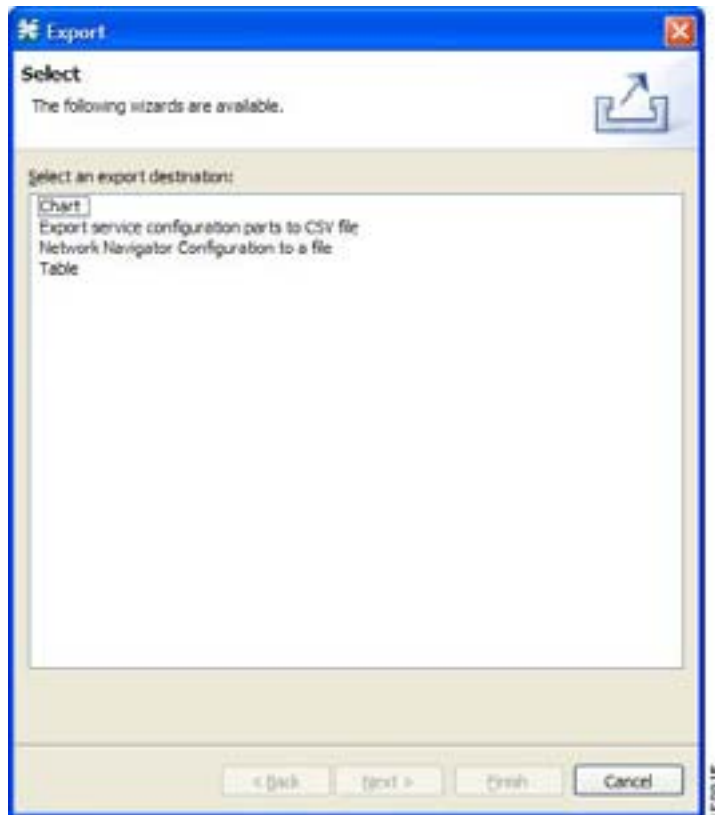 Export
Select
The following wizards are available.
Select an export destination:
Chart
Export service configuration parts to CSV file
Network Navigator Configuration to a file
Table
< Back
Next >
Finish
Cancel